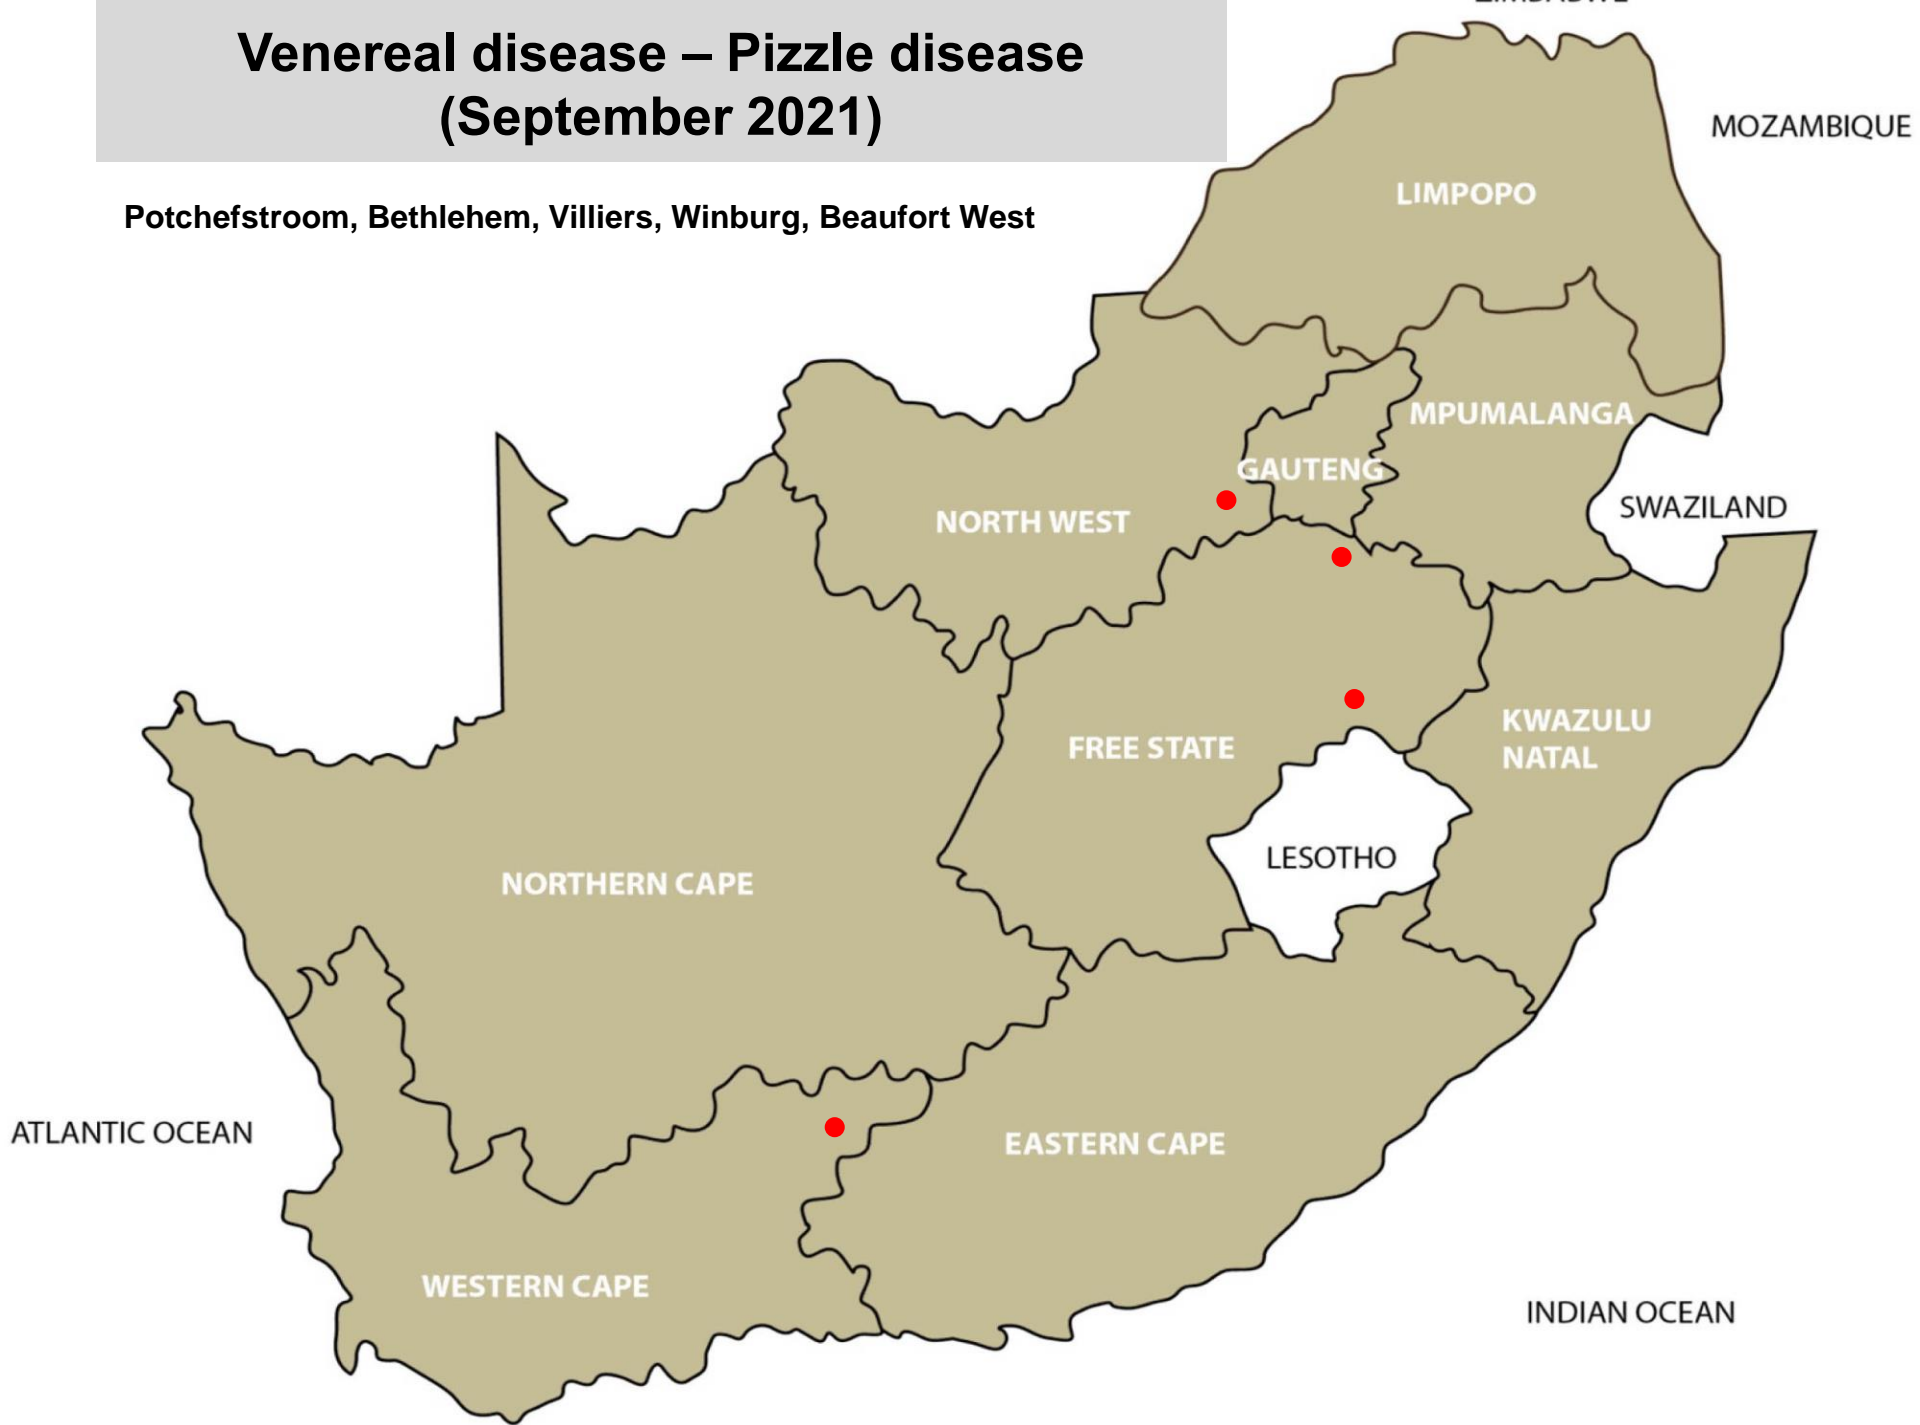 Venereal disease – Pizzle disease
(September 2021)
Potchefstroom, Bethlehem, Villiers, Winburg, Beaufort West
MOZAMBIQUE
LIMPOPO
MPUMALANGA
GAUTENG
SWAZILAND
NORTH WEST
KWAZULU
NATAL
FREE STATE
LESOTHO
NORTHERN CAPE
ATLANTIC OCEAN
EASTERN CAPE
WESTERN CAPE
INDIAN OCEAN